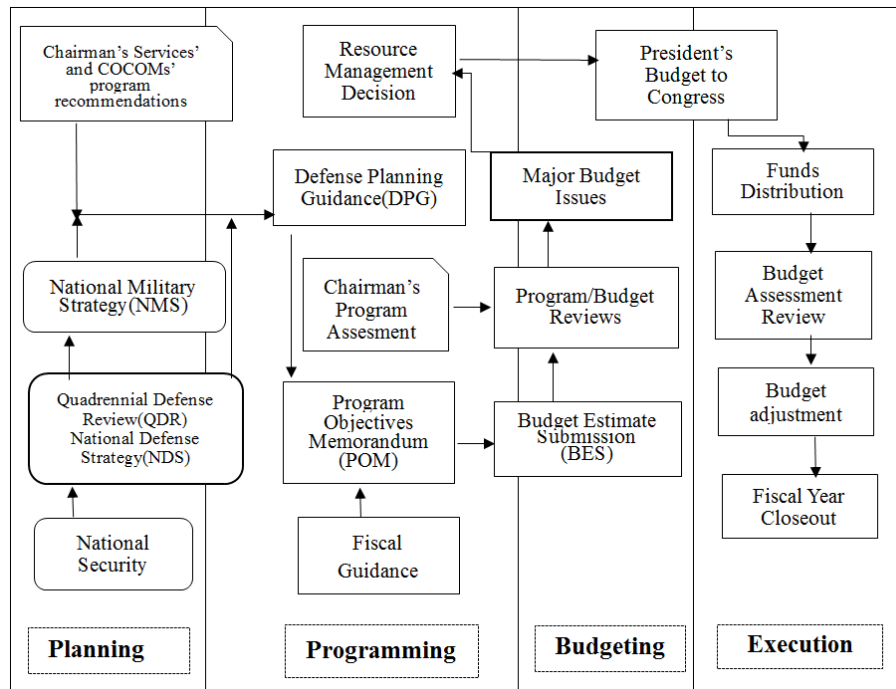 Chairman's Services'
and COCOMs'
program
recommendations
National Military
Strategy(NMS)
Quadrennial Defense
Review(QDR)
National Defense
Strategy(NDS)
National
Security
Planning
Resource
Management
Decision
Defense Planning
Guidance(DPG)
Chairman's
Program
Assesment
Program
Objectives
Memorandum
(POM)
Fiscal
Guidance
Programming
Major Budget
Issues
Program/Budget
Reviews
Budget Estimate
Submission
(BES)
Budgeting
President's
Budget to
Congress
Funds
Distribution
Budget
Assessment
Review
Budget
adjustment
Fiscal Year
Closeout
Execution